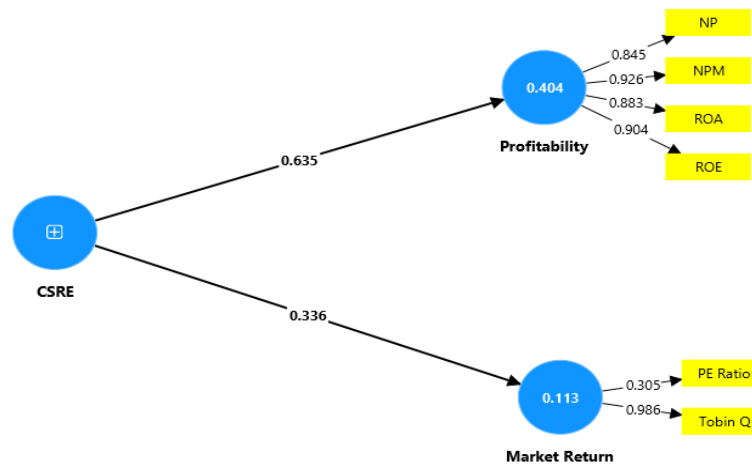 NP
0.845
NPM
0.926
0.404
0.883
ROA
0.904
Profitability
ROE
0.635
CSRE
0.336
PE Ratio
0.305
0.113
0.986
Tobin Q
Market Return